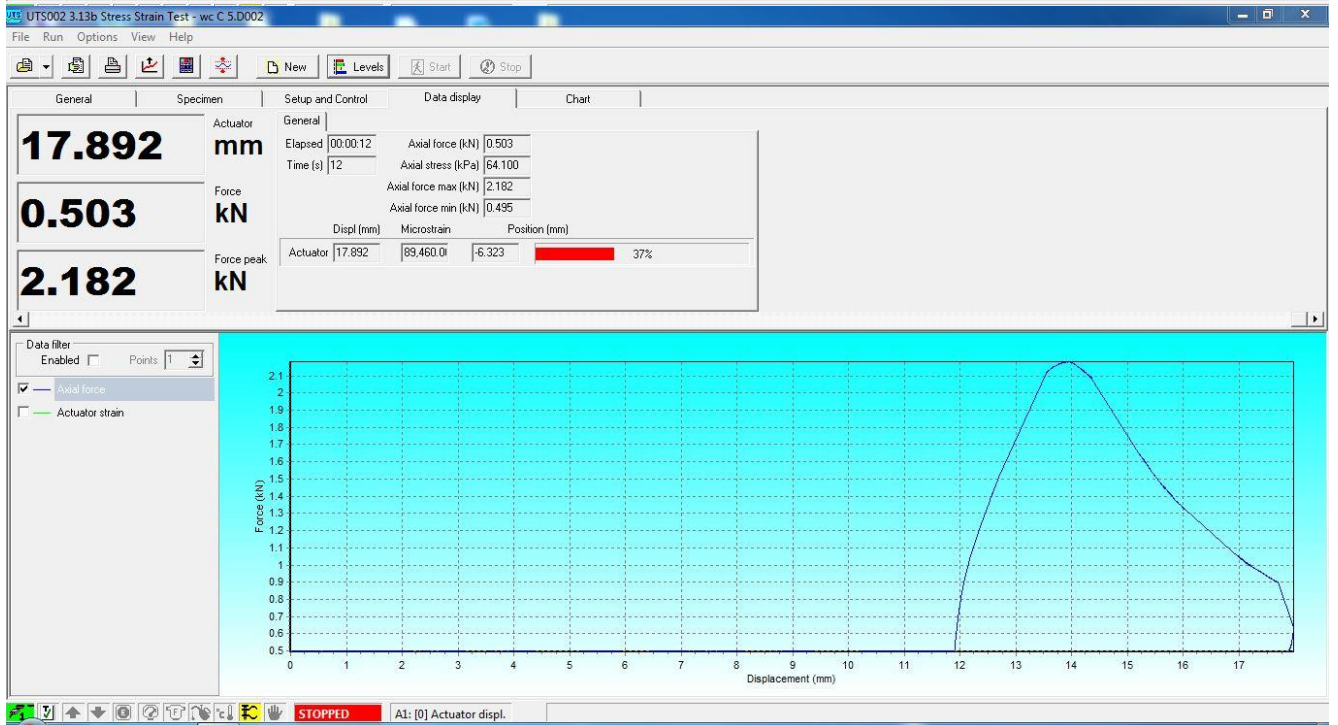 UTS002 3.13b Stress Strain Test - wc C 5.D002
File Run Options View Help
New Levels Start Stop
General Specimen Setup and Control Data display Chart
17.892 Actuator mm
0.503 Force kN
2.182 Force peak kN
General
Elapsed 00:00:12 Axial force (kN) 0.503
Time (s) 12 Axial stress (kPa) 64.100
Axial force max (kN) 2.182
Axial force min (kN) 0.495
Displ (mm) Microstrain Position (mm)
Actuator 17.892 89,460.0 -6.323 37%
Data filter
Enabled Points 1
Axial force
Actuator strain
2.1
2
1.9
1.8
1.7
1.6
1.5
1.4
1.3
1.2
1.1
1
0.9
0.8
0.7
0.6
0.5
Force (kN)
0 1 2 3 4 5 6 7 8 9 10 11 12 13 14 15 16 17
Displacement (mm)
STOPPED A1: [0] Actuator displ.